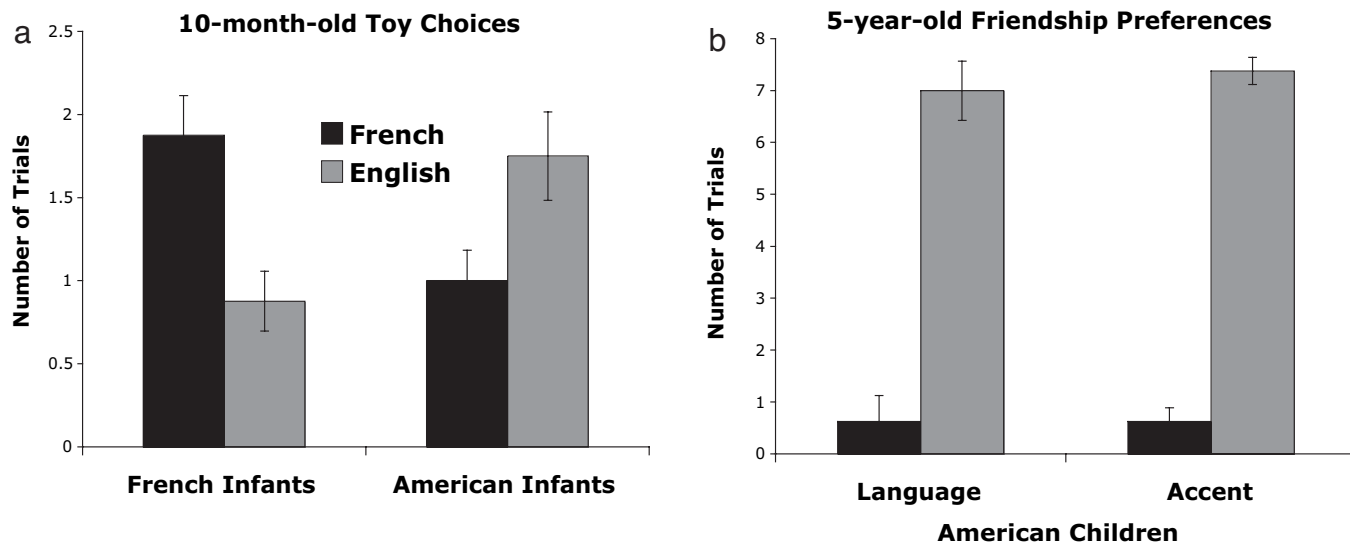 a
10-month-old Toy Choices
Number of Trials
2.5
2
1.5
1
0.5
0
French
English
French Infants
American Infants
b
5-year-old Friendship Preferences
Number of Trials
8
7
6
5
4
3
2
1
0
Language
Accent
American Children